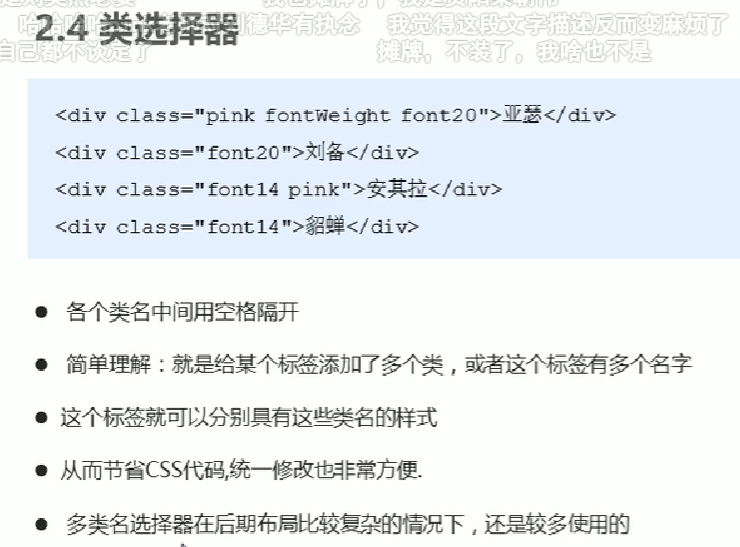 2.4 类选择器
刘德华有执念
我觉得这段文字描述反而变麻烦了
自己都不谈定了
摊牌，不装了，我啥也不是
<div class="pink fontWeight font20">亚瑟</div>
<div class="font20">刘备</div>
<div class="font14 pink">安其拉</div>
<div class="font14">貂蝉</div>
● 各个类名中间用空格隔开
● 简单理解：就是给某个标签添加了多个类，或者这个标签有多个名字
● 这个标签就可以分别具有这些类名的样式
● 从而节省CSS代码,统一修改也非常方便.
● 多类名选择器在后期布局比较复杂的情况下，还是较多使用的